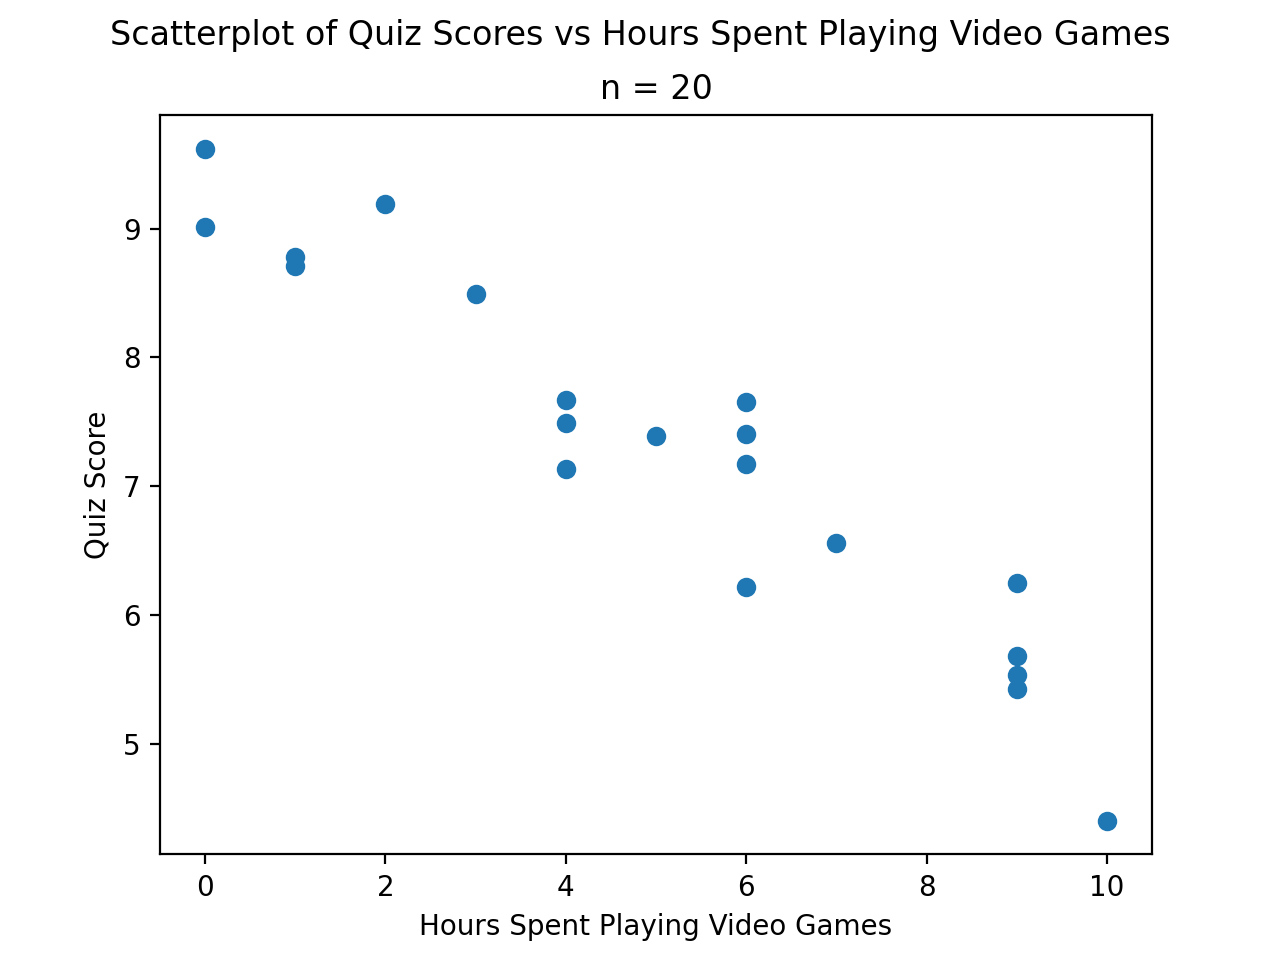 Scatterplot of Quiz Scores vs Hours Spent Playing Video Games
n = 20
9
8
7
6
5
Quiz Score
0 2 4 6 8 10
Hours Spent Playing Video Games